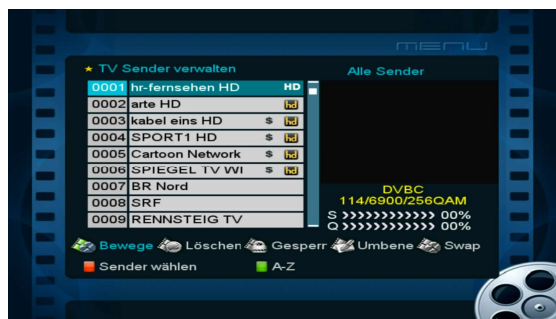 menu
★ TV Sender verwalten
Alle Sender
0001 hr-fernsehen HD HD
0002 arte HD hd
0003 kabel eins HD $ hd
0004 SPORT1 HD $ hd
0005 Cartoon Network $ hd
0006 SPIEGEL TV WI $ hd
0007 BR Nord
0008 SRF
0009 RENNSTEIG TV
DVBC
114/6900/256QAM
S ❯❯❯❯❯❯❯❯❯❯❯❯ 00%
Q ❯❯❯❯❯❯❯❯❯❯❯❯ 00%
Bewege Löschen Gesperr Umbene Swap
Sender wählen A-Z